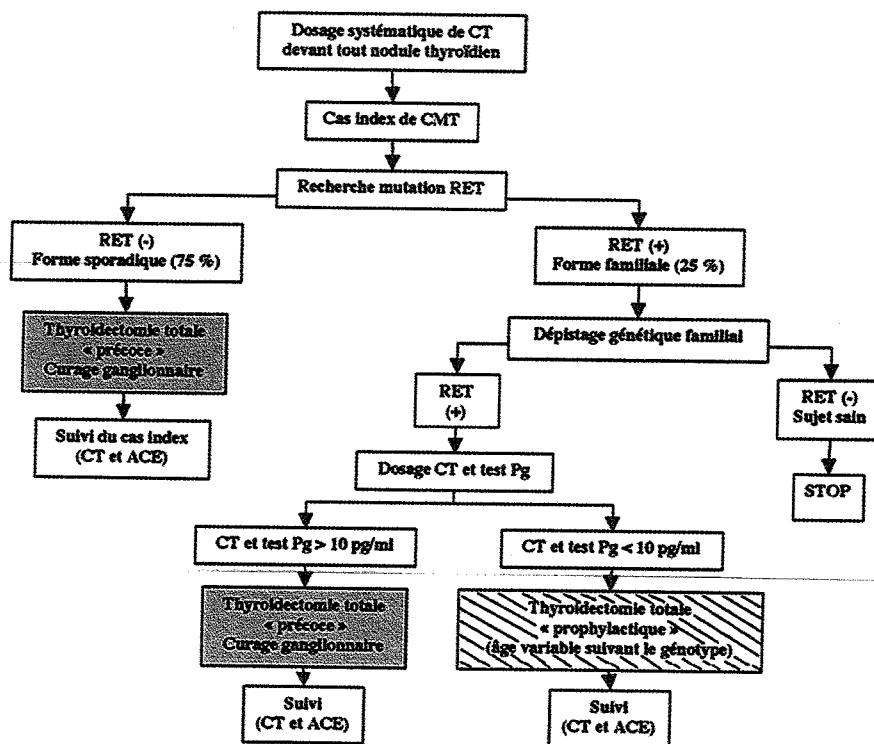 Dosage systématique de CT
devant tout nodule thyroïdien
Cas index de CMT
Recherche mutation RET
RET (-)
Forme sporadique (75 %)
RET (+)
Forme familiale (25 %)
Thyroïdectomie totale
« précoce »
Curage ganglionnaire
Dépistage génétique familial
Suivi du cas index
(CT et ACE)
RET
(+)
RET (-)
Sujet sain
Dosage CT et test Pg
STOP
CT et test Pg > 10 pg/ml
CT et test Pg < 10 pg/ml
Thyroïdectomie totale
« précoce »
Curage ganglionnaire
Thyroïdectomie totale
« prophylactique »
(âge variable suivant le génotype)
Suivi
(CT et ACE)
Suivi
(CT et ACE)